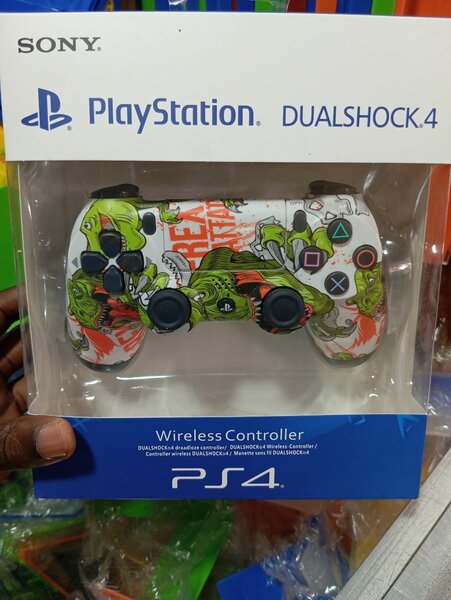 SONY®
PlayStation®
DUALSHOCK®4
Wireless Controller
DUALSHOCK®4 draadloze controller/ DUALSHOCK®4 Wireless-Controller/
Controller wireless DUALSHOCK®4 / Manette sans fil DUALSHOCK®4
PS4®